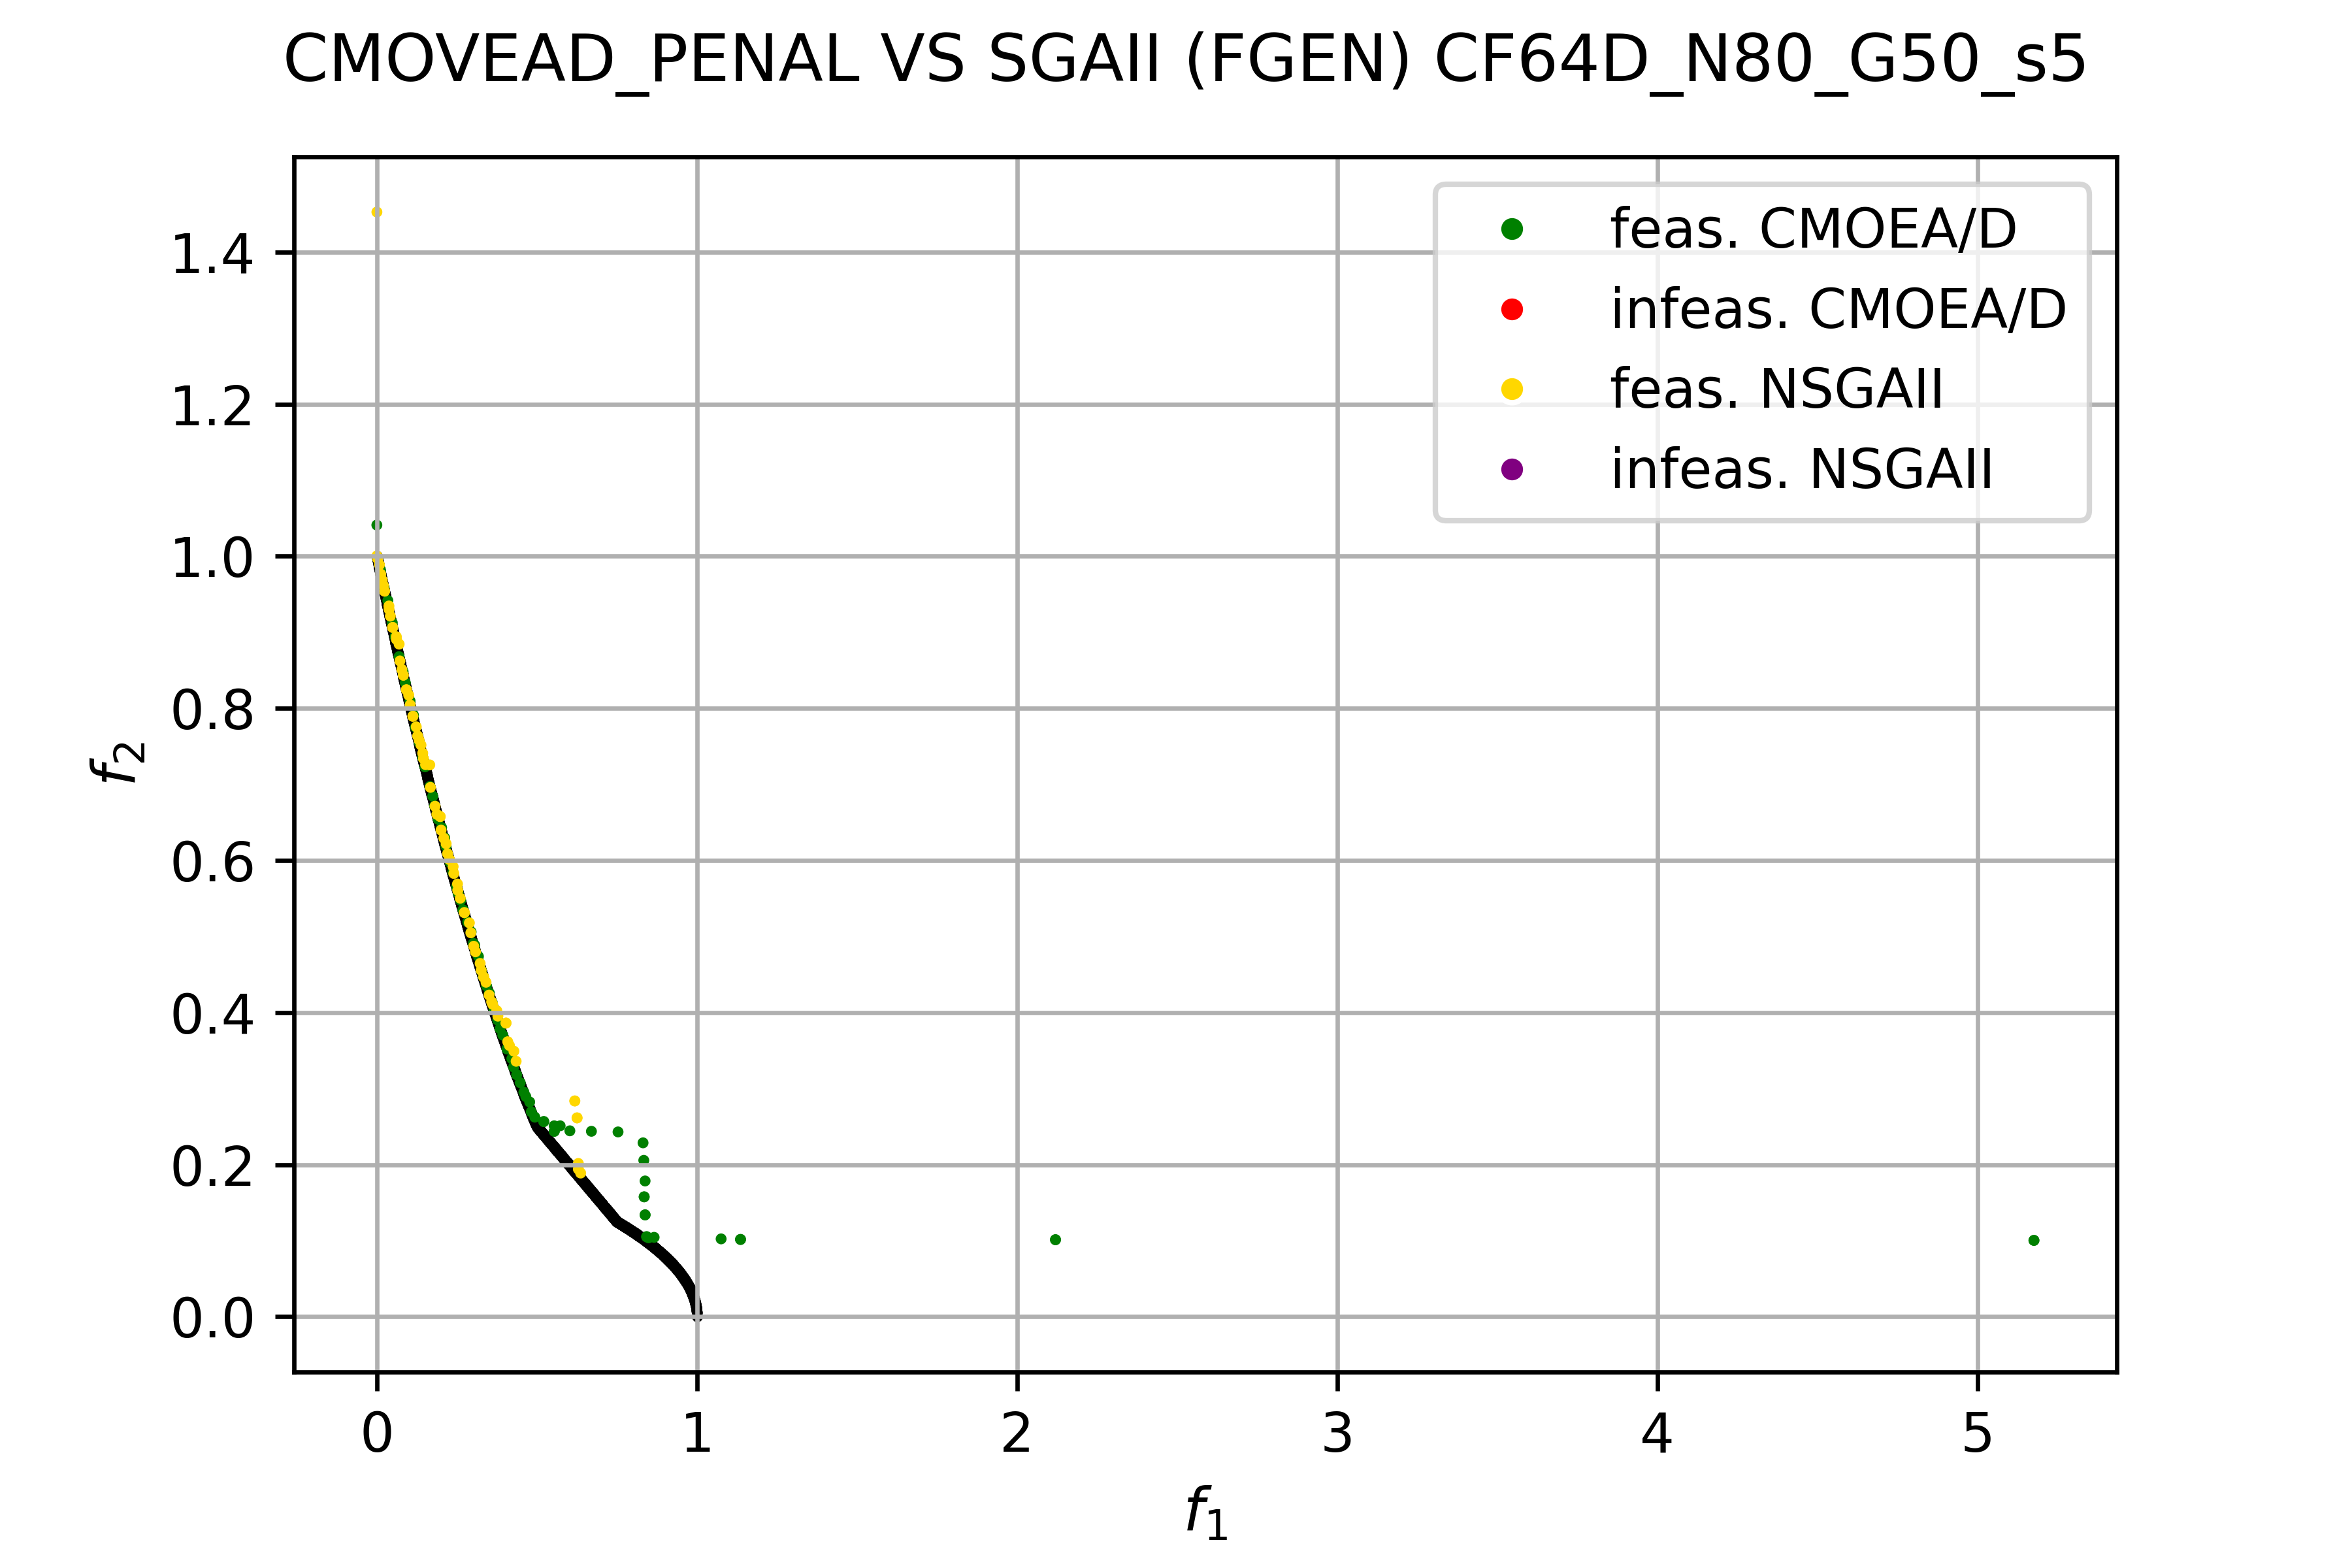 CMOVEAD_PENAL VS SGAII (FGEN) CF64D_N80_G50_s5
feas. CMOEA/D
infeas. CMOEA/D
feas. NSGAII
infeas. NSGAII
1.4
1.2
1.0
0.8
0.6
0.4
0.2
0.0
f2
0 1 2 3 4 5
f1